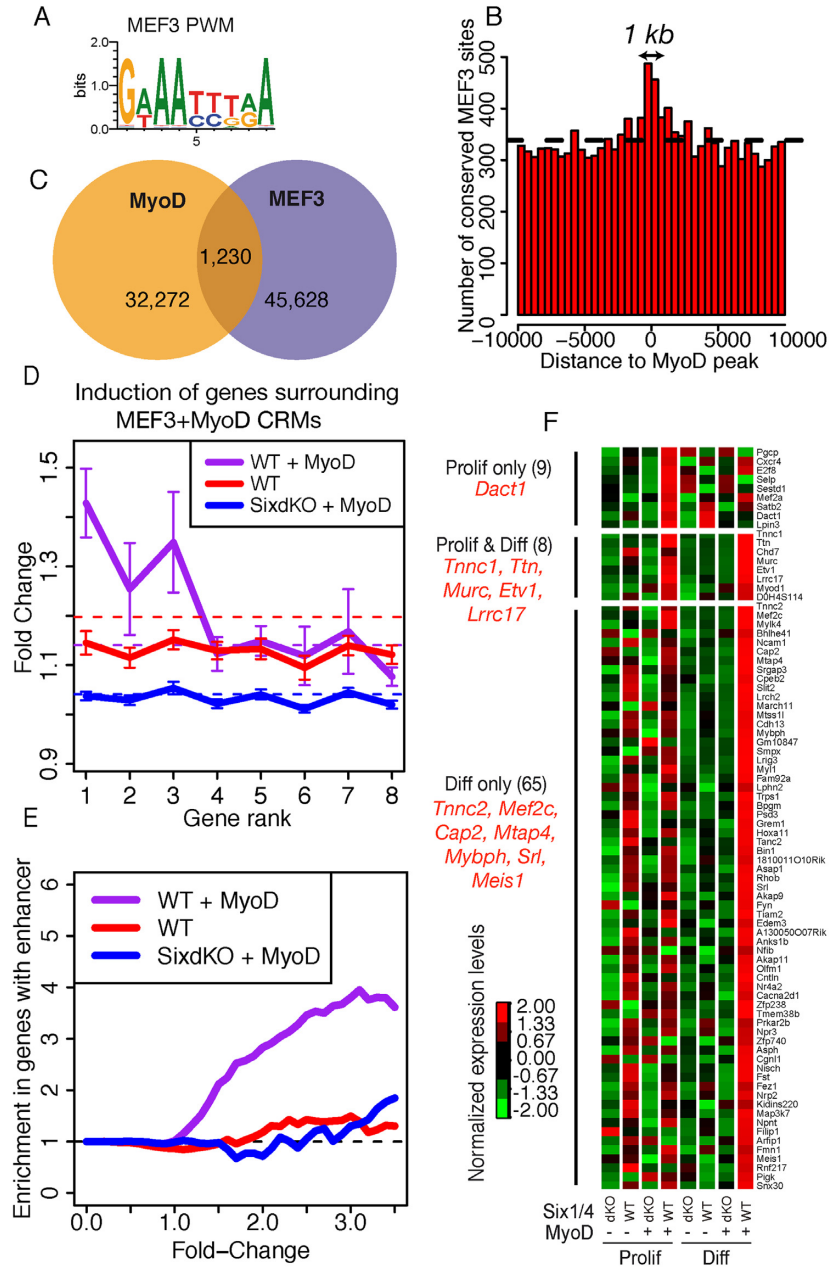 A
MEF3 PWM
2.0
1.0
0.0
bits
5
B
1 kb
Number of conserved MEF3 sites
500
400
300
200
100
0
−10000 −5000 0 5000 10000
Distance to MyoD peak
C
MyoD
MEF3
1,230
32,272
45,628
D
Induction of genes surrounding
MEF3+MyoD CRMs
WT + MyoD
WT
SixdKO + MyoD
Fold Change
1.5
1.3
1.1
0.9
1 2 3 4 5 6 7 8
Gene rank
E
WT + MyoD
WT
SixdKO + MyoD
Enrichment in genes with enhancer
6
5
4
3
2
1
0
0.0 1.0 2.0 3.0
Fold−Change
F
Prolif only (9)
Dact1
Prolif & Diff (8)
Tnnc1, Ttn,
Murc, Etv1,
Lrrc17
Diff only (65)
Tnnc2, Mef2c,
Cap2, Mtap4,
Mybph, Srl,
Meis1
Normalized expression levels
2.00
1.33
0.67
0.00
-0.67
-1.33
-2.00
Pgcp
Cxcr4
E2f8
Selp
Sestd1
Mef2a
Satb2
Dact1
Lpin3
Tnnc1
Ttn
Chd7
Murc
Etv1
Lrrc17
Myod1
D0H4S114
Tnnc2
Mef2c
Mylk4
Bhlhe41
Ncam1
Cap2
Mtap4
Srgap3
Cpeb2
Slit2
Lrch2
March11
Mtss1l
Cdh13
Mybph
Gm10847
Smpx
Lrig3
Myl1
Fam92a
Lphn2
Trps1
Bpgm
Psd3
Grem1
Hoxa11
Tanc2
Bin1
1810011O10Rik
Asap1
Rhob
Srl
Akap9
Fyn
Tiam2
Edem3
A130050O07Rik
Anks1b
Nfib
Akap11
Olfm1
Cntln
Nr4a2
Cacna2d1
Zfp238
Tmem38b
Prkar2b
Npr3
Zfp740
Asph
Cgnl1
Nisch
Fst
Fez1
Nrp2
Kidins220
Map3k7
Npnt
Filip1
Arfip1
Fmn1
Meis1
Rnf217
Pigk
Snx30
Six1/4 dKO WT dKO WT dKO WT dKO WT
MyoD - - + + - - + +
Prolif Diff